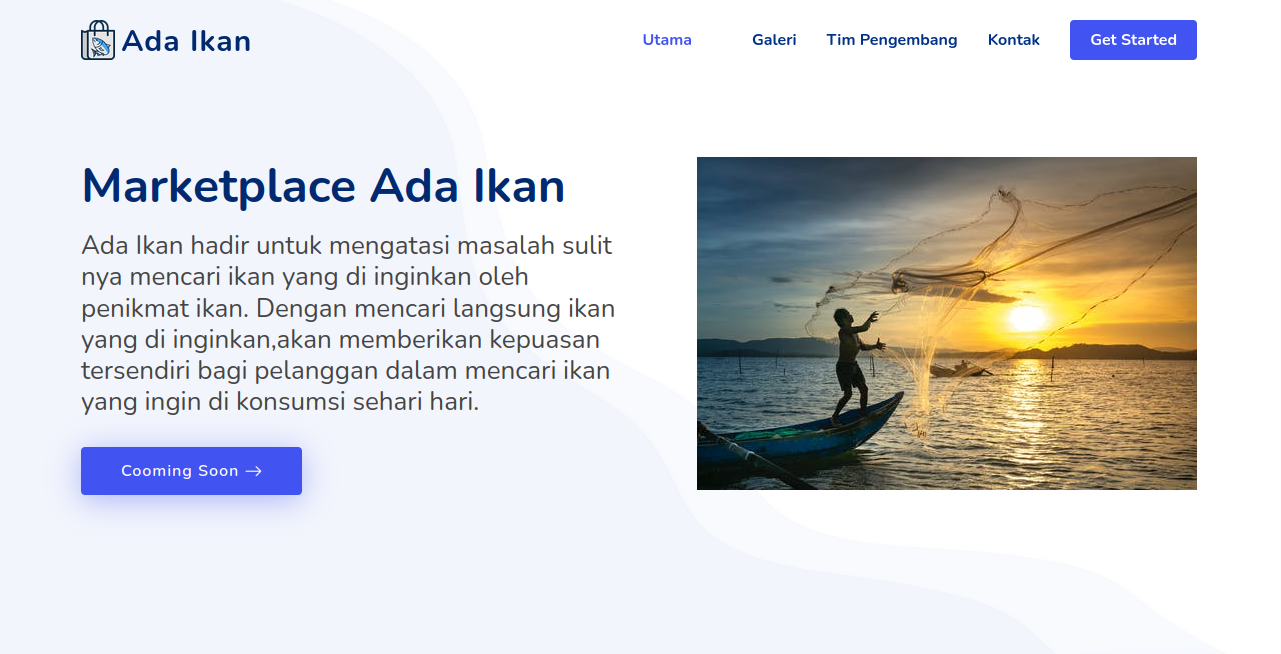 Ada Ikan
Utama
Galeri
Tim Pengembang
Kontak
Get Started
Marketplace Ada Ikan
Ada Ikan hadir untuk mengatasi masalah sulit
nya mencari ikan yang di inginkan oleh
penikmat ikan. Dengan mencari langsung ikan
yang di inginkan,akan memberikan kepuasan
tersendiri bagi pelanggan dalam mencari ikan
yang ingin di konsumsi sehari hari.
Cooming Soon →